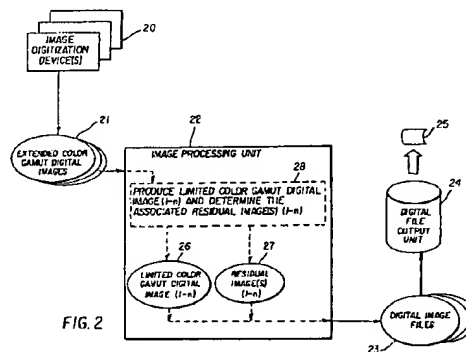 20
IMAGE
DIGITIZATION
DEVICE(S)
21
EXTENDED COLOR
GAMUT DIGITAL
IMAGES
22
IMAGE PROCESSING UNIT
28
PRODUCE LIMITED COLOR GAMUT DIGITAL
IMAGE (1-n) AND DETERMINE THE
ASSOCIATED RESIDUAL IMAGE(S) (1-n)
26
LIMITED COLOR
GAMUT DIGITAL
IMAGE (1-n)
27
RESIDUAL
IMAGE(S)
(1-n)
25
24
DIGITAL
FILE
OUTPUT
UNIT
DIGITAL IMAGE
FILES
23
FIG. 2